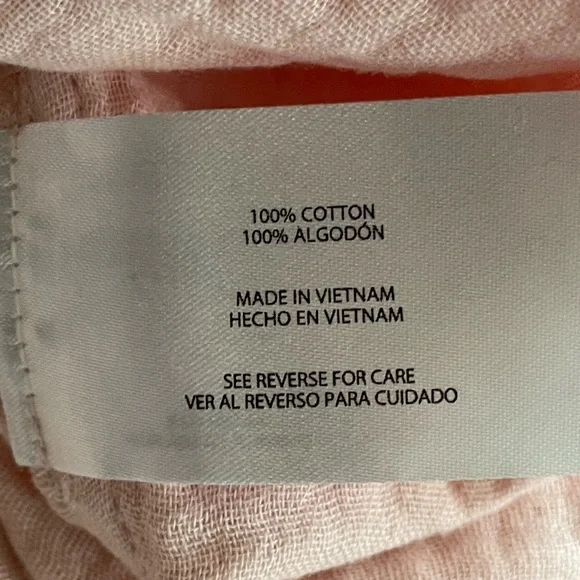 100% COTTON
100% ALGODÓN
MADE IN VIETNAM
HECHO EN VIETNAM
SEE REVERSE FOR CARE
VER AL REVERSO PARA CUIDADO